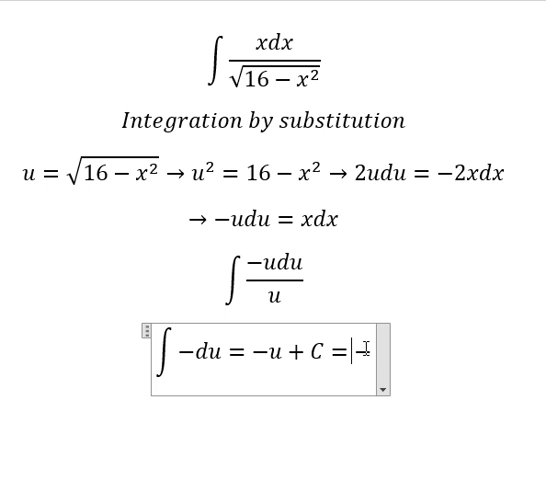 ∫ xdx / √(16 − x²)
Integration by substitution
u = √(16 − x²) → u² = 16 − x² → 2udu = −2xdx
→ −udu = xdx
∫ −udu / u
∫ −du = −u + C = −